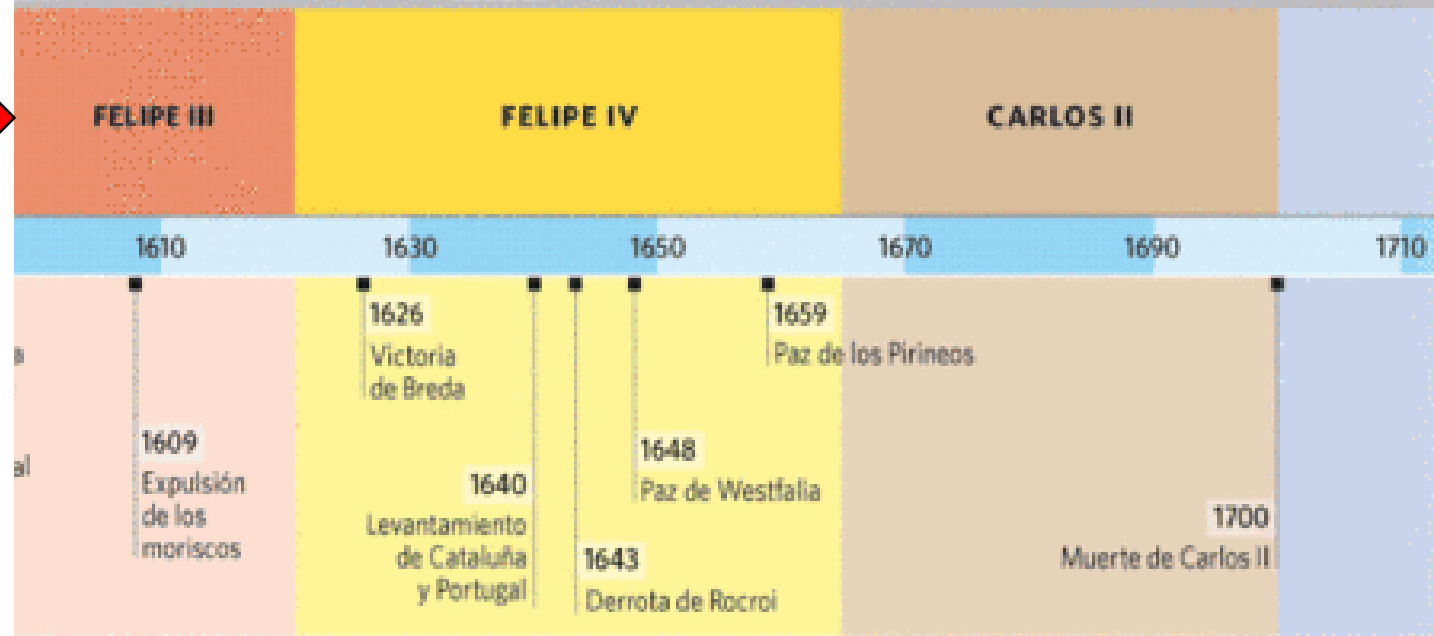 FELIPE III
FELIPE IV
CARLOS II
1610
1630
1650
1670
1690
1710
a
al
1609
Expulsión
de los
moriscos
1626
Victoria
de Breda
1640
Levantamiento
de Cataluña
y Portugal
1643
Derrota de Rocroi
1648
Paz de Westfalia
1659
Paz de los Pirineos
1700
Muerte de Carlos II